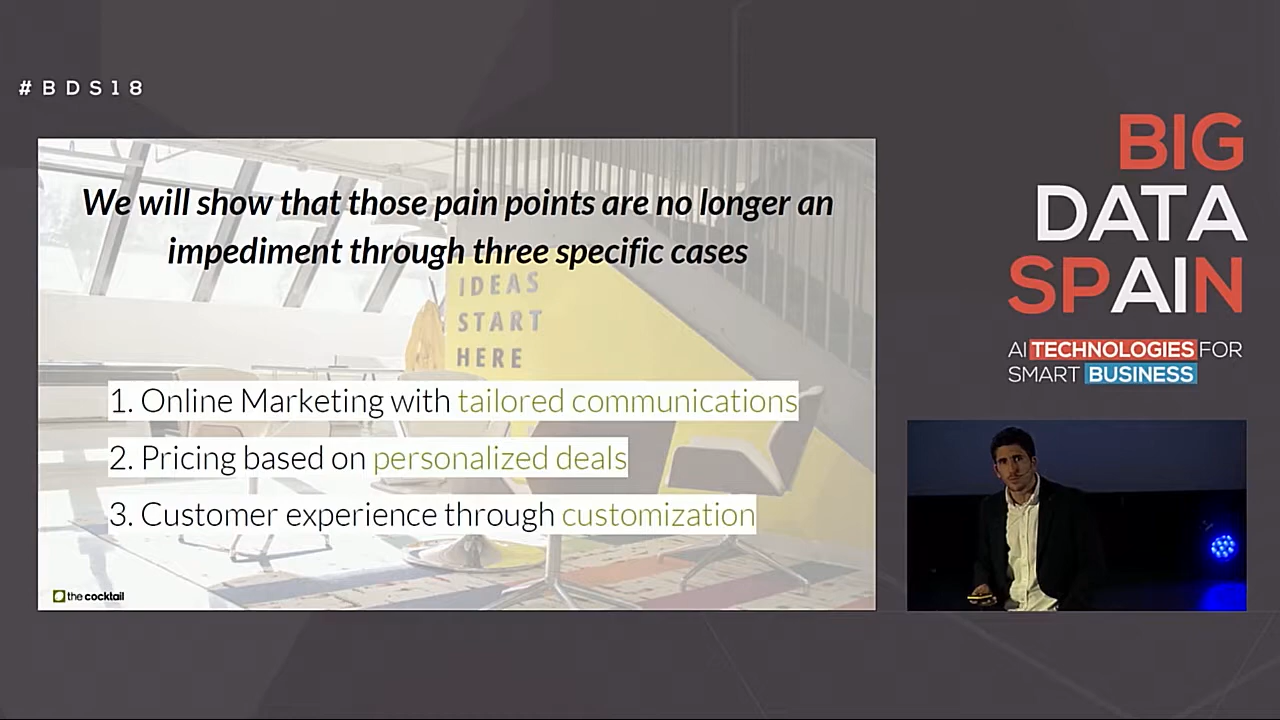 #BDS18
We will show that those pain points are no longer an
impediment through three specific cases
IDEAS
START
HERE
1. Online Marketing with tailored communications
2. Pricing based on personalized deals
3. Customer experience through customization
the cocktail
BIG
DATA
SPAIN
AI TECHNOLOGIES FOR
SMART BUSINESS